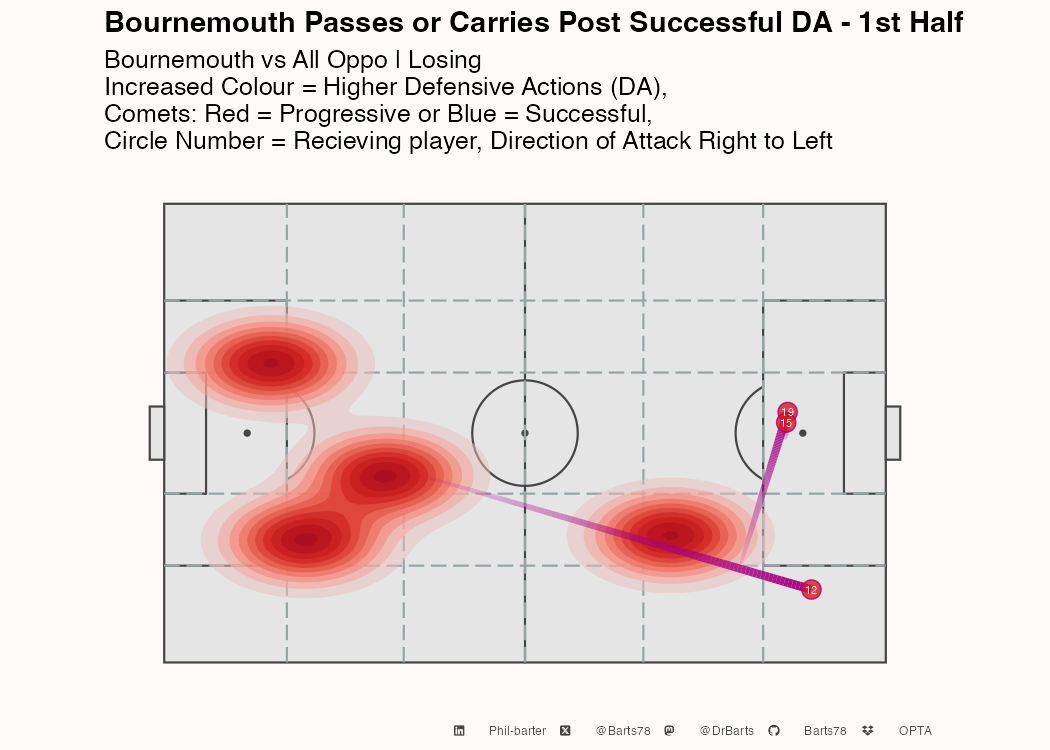 Bournemouth Passes or Carries Post Successful DA - 1st Half
Bournemouth vs All Oppo | Losing
Increased Colour = Higher Defensive Actions (DA),
Comets: Red = Progressive or Blue = Successful,
Circle Number = Recieving player, Direction of Attack Right to Left
19
15
12
Phil-barter @Barts78 @DrBarts Barts78 OPTA